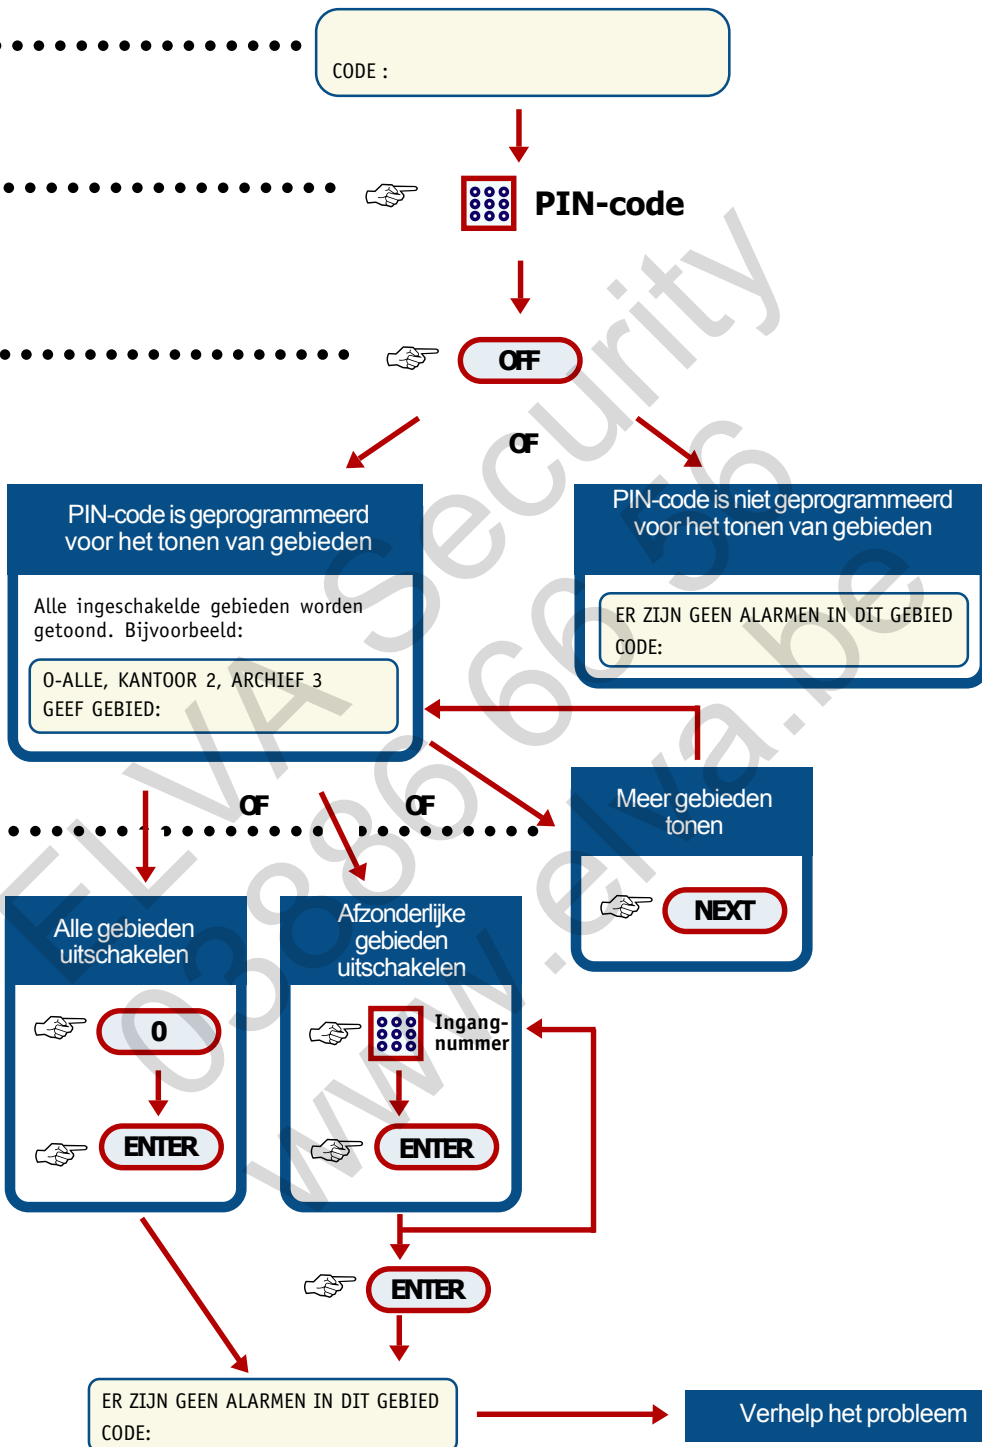 CODE :
PIN-code
OFF
OF
PIN-code is geprogrammeerd
voor het tonen van gebieden
PIN-code is niet geprogrammeerd
voor het tonen van gebieden
Alle ingeschakelde gebieden worden
getoond. Bijvoorbeeld:
0-ALLE, KANTOOR 2, ARCHIEF 3
GEEF GEBIED:
ER ZIJN GEEN ALARMEN IN DIT GEBIED
CODE:
OF
OF
Meer gebieden
tonen
NEXT
Alle gebieden
uitschakelen
0
ENTER
Afzonderlijke
gebieden
uitschakelen
Ingang-
nummer
ENTER
ENTER
ER ZIJN GEEN ALARMEN IN DIT GEBIED
CODE:
Verhelp het probleem
ELVA Security
03886 66 56
www.elva.be